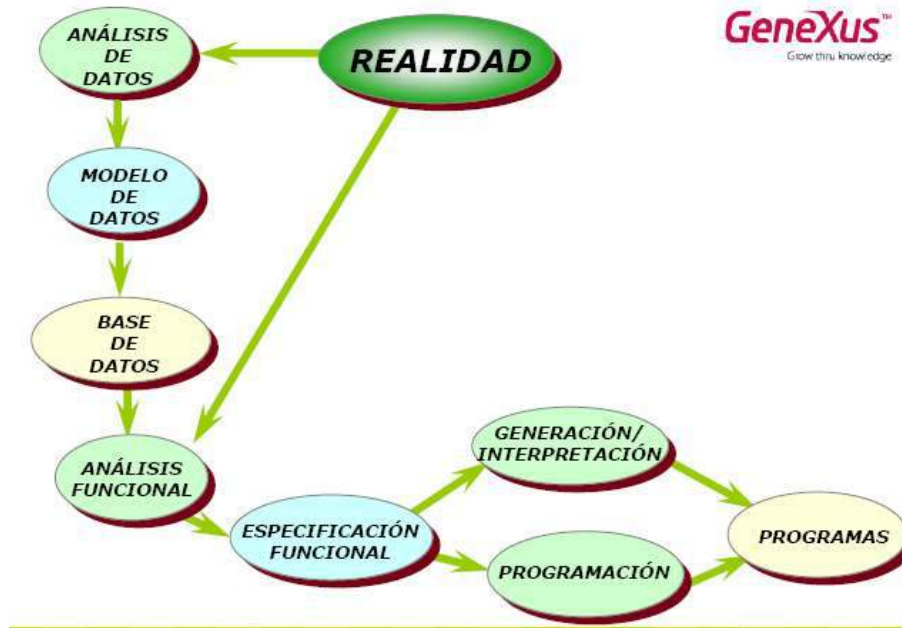 ANÁLISIS
DE
DATOS
REALIDAD
GeneXus™
Grow thru knowledge
MODELO
DE
DATOS
BASE
DE
DATOS
ANÁLISIS
FUNCIONAL
ESPECIFICACIÓN
FUNCIONAL
GENERACIÓN/
INTERPRETACIÓN
PROGRAMACIÓN
PROGRAMAS